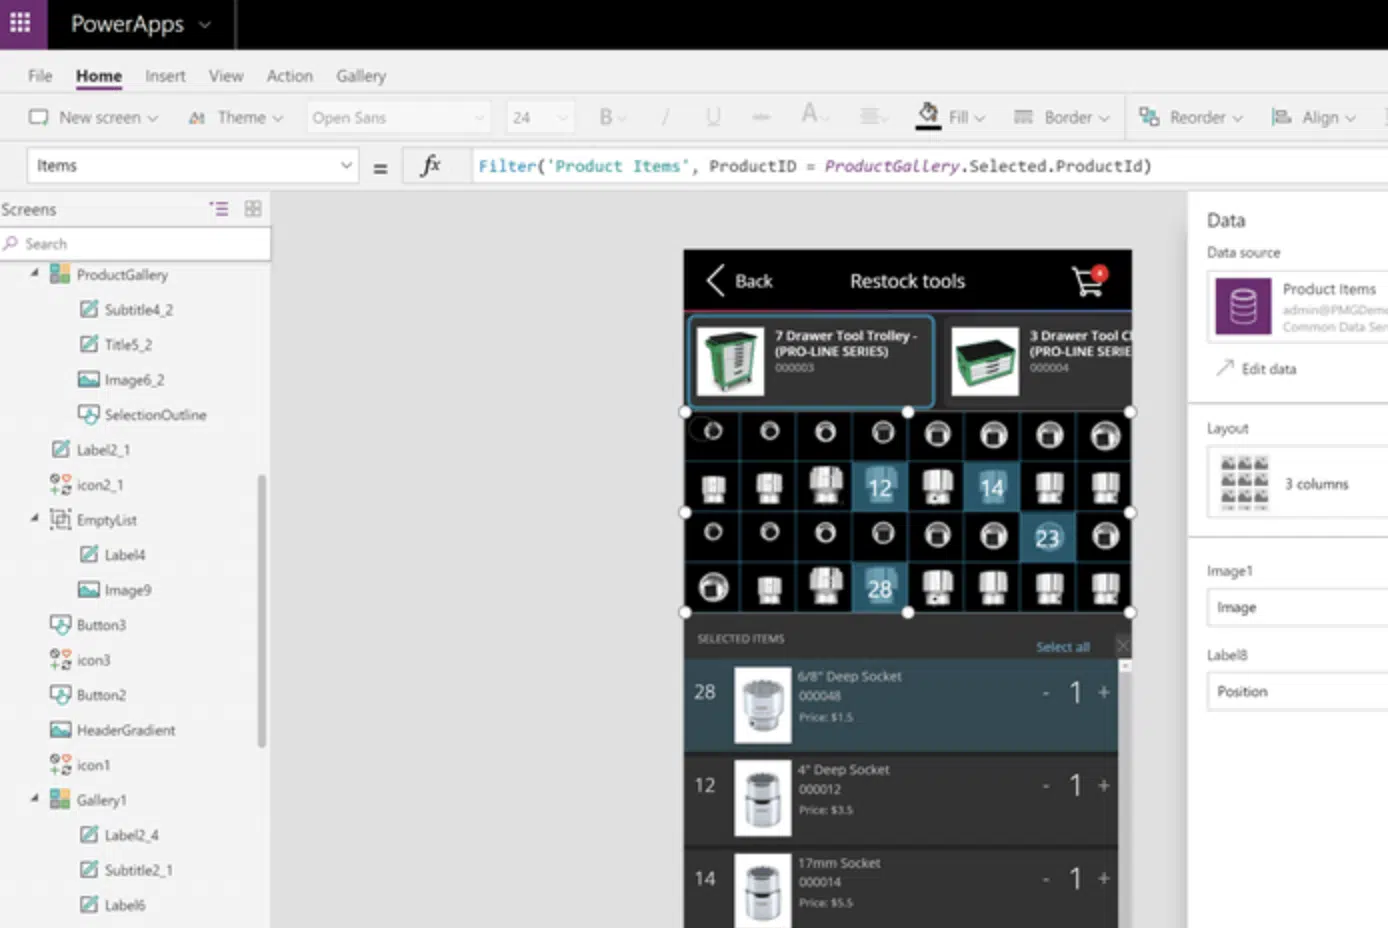 PowerApps
File Home Insert View Action Gallery
New screen Theme Open Sans 24 B / U A Fill Border Reorder Align
Items = fx Filter('Product Items', ProductID = ProductGallery.Selected.ProductId)
Screens
Search
ProductGallery
Subtitle4_2
Title5_2
Image6_2
SelectionOutline
Label2_1
icon2_1
EmptyList
Label4
Image9
Button3
icon3
Button2
HeaderGradient
icon1
Gallery1
Label2_4
Subtitle2_1
Label6
Back Restock tools 4
7 Drawer Tool Trolley -
(PRO-LINE SERIES)
000003
3 Drawer Tool C
(PRO-LINE SERIE
000004
12 14
23
28
SELECTED ITEMS Select all
28
6/8" Deep Socket
000048
Price: $1.5
- 1 +
12
4" Deep Socket
000012
Price: $3.5
- 1 +
14
17mm Socket
000014
Price: $5.5
- 1 +
Data
Data source
Product Items
admin@PMGDemo
Common Data Ser
Edit data
Layout
3 columns
Image1
Image
Label8
Position